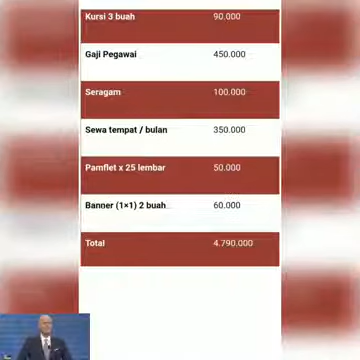 Kursi 3 buah 90.000
Gaji Pegawai 450.000
Seragam 100.000
Sewa tempat / bulan 350.000
Pamflet x 25 lembar 50.000
Banner (1×1) 2 buah 60.000
Total 4.790.000